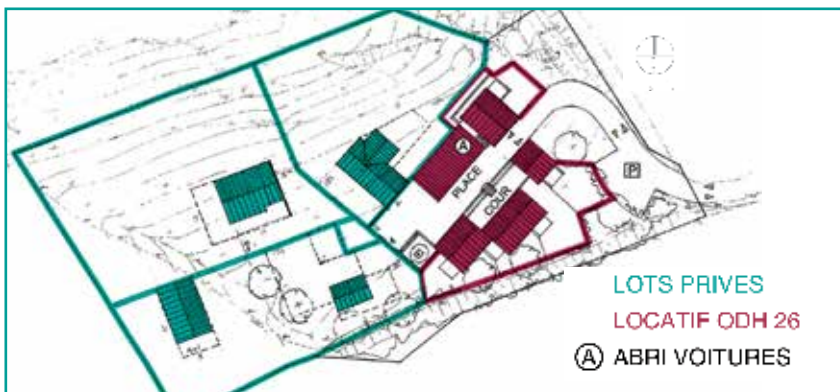 A
PLACE
COUR
P
LOTS PRIVES
LOCATIF ODH 26
A ABRI VOITURES